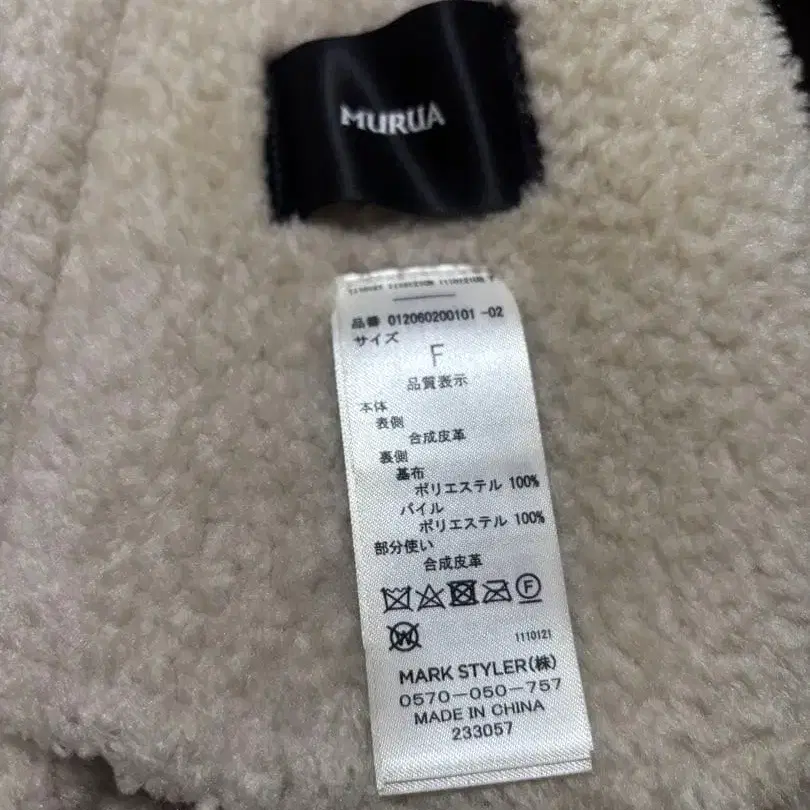 MURUA
品番 012060200101 -02
サイズ
F
品質表示
本体
表側
合成皮革
裏側
基布
ポリエステル 100%
パイル
ポリエステル 100%
部分使い
合成皮革
F
W
1110121
MARK STYLER(株)
0570-050-757
MADE IN CHINA
233057